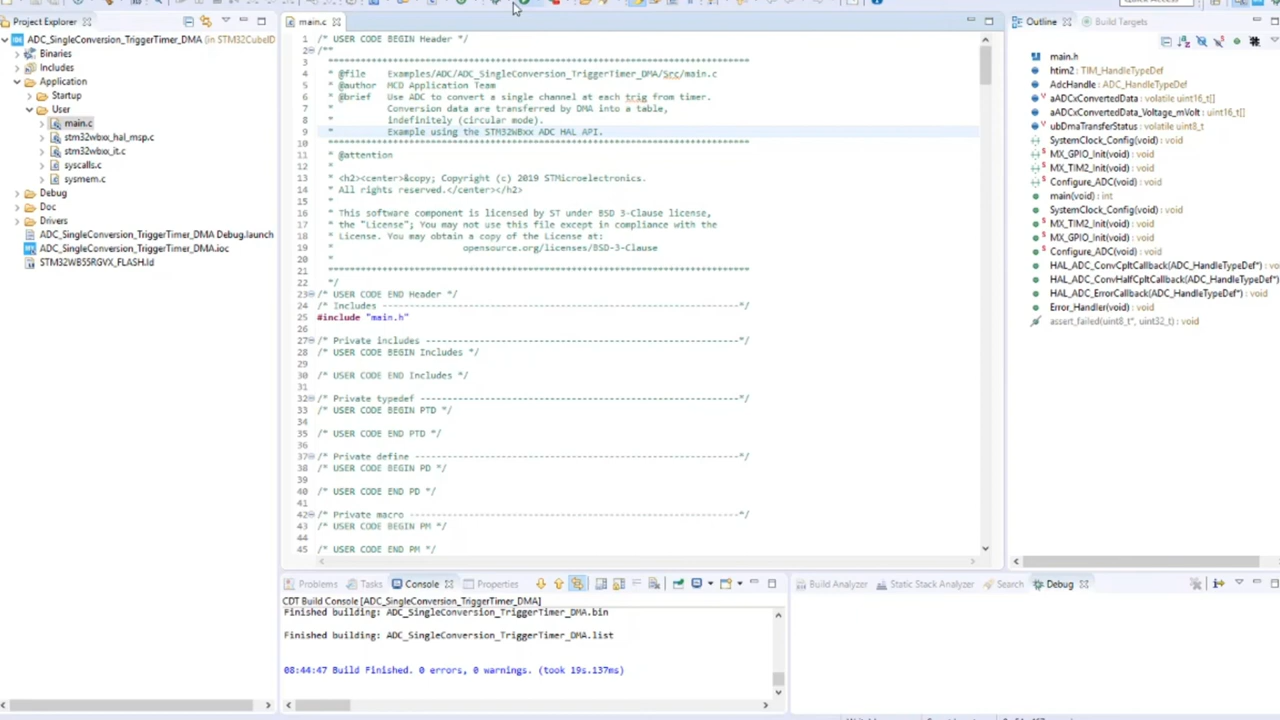 Quick Access
Project Explorer
ADC_SingleConversion_TriggerTimer_DMA (in STM32CubeID
Binaries
Includes
Application
Startup
User
main.c
stm32wbxx_hal_msp.c
stm32wbxx_it.c
syscalls.c
sysmem.c
Debug
Doc
Drivers
ADC_SingleConversion_TriggerTimer_DMA Debug.launch
ADC_SingleConversion_TriggerTimer_DMA.ioc
STM32WB55RGVX_FLASH.ld
main.c
1 /* USER CODE BEGIN Header */
2 /**
3 ******************************************************************************
4 * @file Examples/ADC/ADC_SingleConversion_TriggerTimer_DMA/Src/main.c
5 * @author MCD Application Team
6 * @brief Use ADC to convert a single channel at each trig from timer.
7 * Conversion data are transferred by DMA into a table,
8 * indefinitely (circular mode).
9 * Example using the STM32WBxx ADC HAL API.
10 ******************************************************************************
11 * @attention
12 *
13 * <h2><center>&copy; Copyright (c) 2019 STMicroelectronics.
14 * All rights reserved.</center></h2>
15 *
16 * This software component is licensed by ST under BSD 3-Clause license,
17 * the "License"; You may not use this file except in compliance with the
18 * License. You may obtain a copy of the License at:
19 * opensource.org/licenses/BSD-3-Clause
20 *
21 ******************************************************************************
22 */
23 /* USER CODE END Header */
24 /* Includes ------------------------------------------------------------------*/
25 #include "main.h"
26
27 /* Private includes ----------------------------------------------------------*/
28 /* USER CODE BEGIN Includes */
29
30 /* USER CODE END Includes */
31
32 /* Private typedef -----------------------------------------------------------*/
33 /* USER CODE BEGIN PTD */
34
35 /* USER CODE END PTD */
36
37 /* Private define ------------------------------------------------------------*/
38 /* USER CODE BEGIN PD */
39
40 /* USER CODE END PD */
41
42 /* Private macro -------------------------------------------------------------*/
43 /* USER CODE BEGIN PM */
44
45 /* USER CODE END PM */
Outline Build Targets
main.h
htim2 : TIM_HandleTypeDef
AdcHandle : ADC_HandleTypeDef
aADCxConvertedData : volatile uint16_t[]
aADCxConvertedData_Voltage_mVolt : uint16_t[]
ubDmaTransferStatus : volatile uint8_t
SystemClock_Config(void) : void
MX_GPIO_Init(void) : void
MX_TIM2_Init(void) : void
Configure_ADC(void) : void
main(void) : int
SystemClock_Config(void) : void
MX_TIM2_Init(void) : void
MX_GPIO_Init(void) : void
Configure_ADC(void) : void
HAL_ADC_ConvCpltCallback(ADC_HandleTypeDef*) : vo
HAL_ADC_ConvHalfCpltCallback(ADC_HandleTypeDef*)
HAL_ADC_ErrorCallback(ADC_HandleTypeDef*) : void
Error_Handler(void) : void
assert_failed(uint8_t*, uint32_t) : void
Problems Tasks Console Properties
CDT Build Console [ADC_SingleConversion_TriggerTimer_DMA]
Finished building: ADC_SingleConversion_TriggerTimer_DMA.bin
Finished building: ADC_SingleConversion_TriggerTimer_DMA.list
08:44:47 Build Finished. 0 errors, 0 warnings. (took 19s.137ms)
Build Analyzer Static Stack Analyzer Search Debug